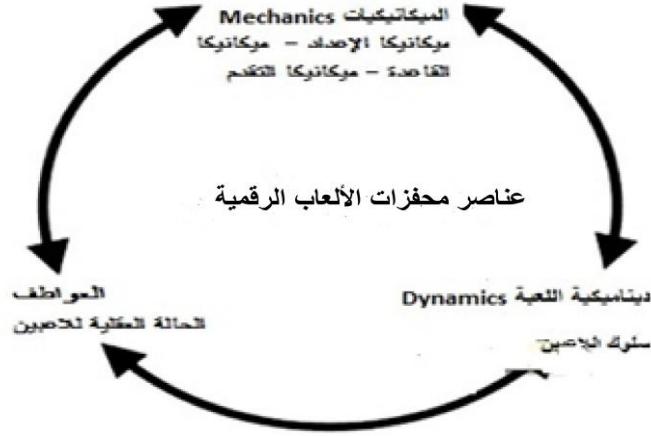 الميكانيكيات Mechanics
ميكانيكا الإعداد – ميكانيكا
القاعدة – ميكانيكا التقدم
عناصر محفزات الألعاب الرقمية
ديناميكية اللعبة Dynamics
سلوك اللاعبين
العواطف
الحالة العقلية للاعبين